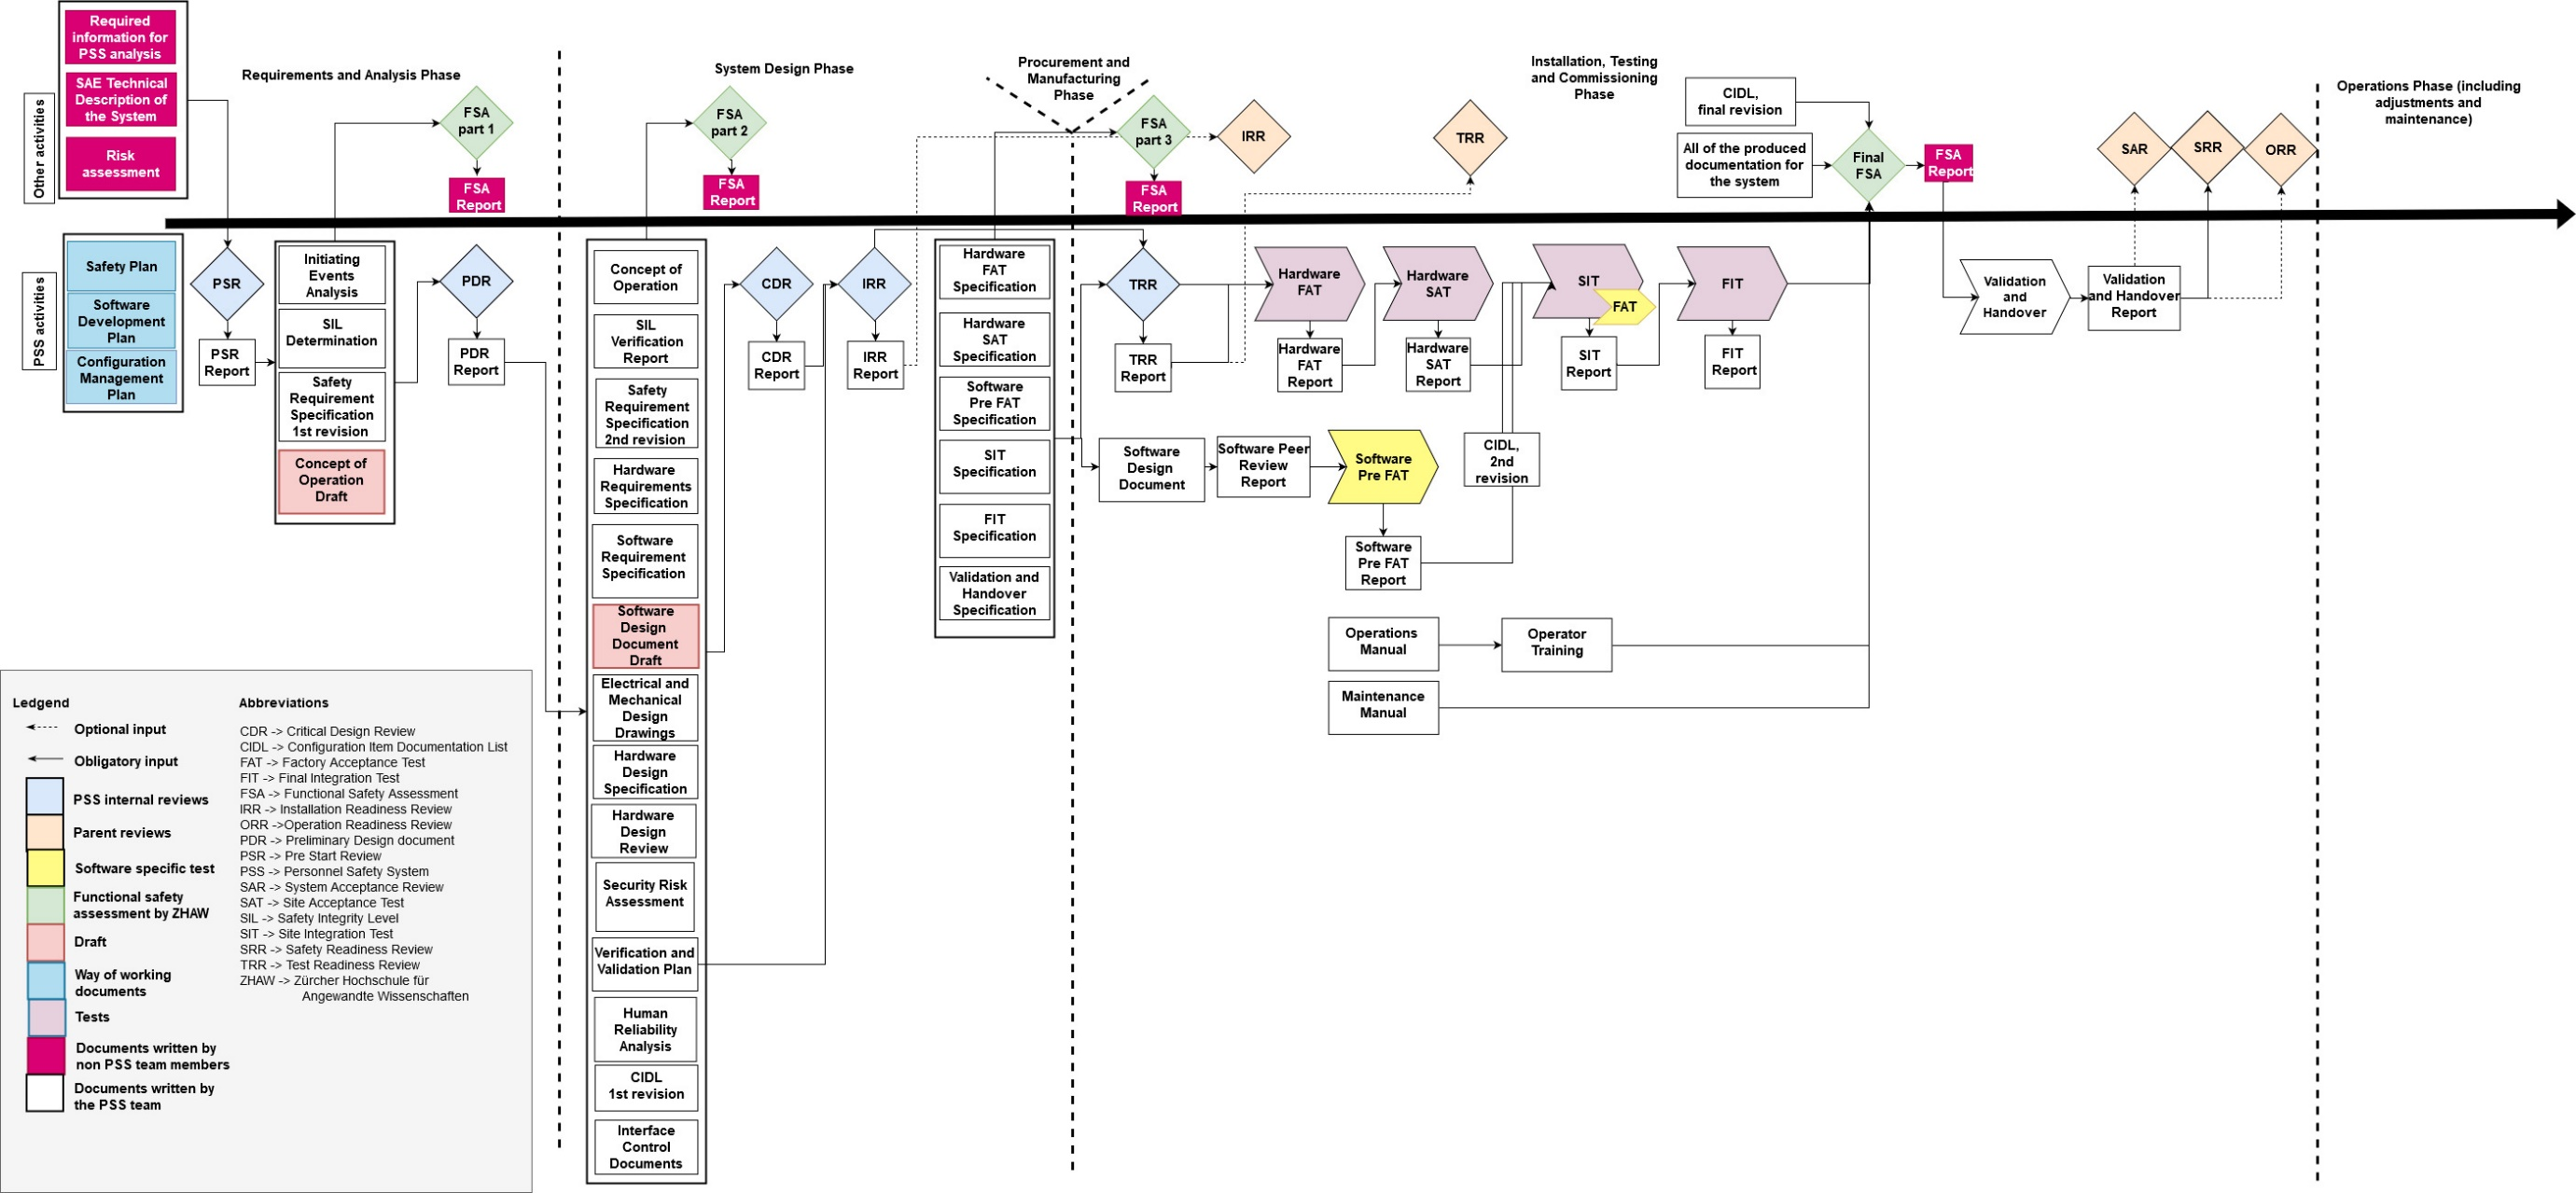 Required
information for
PSS analysis
SAE Technical
Description of
the System
Risk
assessment
Other activities
Requirements and Analysis Phase
FSA
part 1
FSA
Report
System Design Phase
FSA
part 2
FSA
Report
Procurement and
Manufacturing
Phase
FSA
part 3
FSA
Report
IRR
TRR
Installation, Testing
and Commissioning
Phase
CIDL,
final revision
All of the produced
documentation for
the system
Final
FSA
FSA
Report
SAR
SRR
ORR
Operations Phase (including
adjustments and
maintenance)
PSS activities
Safety Plan
Software
Development
Plan
Configuration
Management
Plan
PSR
PSR
Report
Initiating
Events
Analysis
SIL
Determination
Safety
Requirement
Specification
1st revision
Concept of
Operation
Draft
PDR
PDR
Report
Concept of
Operation
SIL
Verification
Report
Safety
Requirement
Specification
2nd revision
Hardware
Requirements
Specification
Software
Requirement
Specification
Software
Design
Document
Draft
Electrical and
Mechanical
Design
Drawings
Hardware
Design
Specification
Hardware
Design
Review
Security Risk
Assessment
Verification and
Validation Plan
Human
Reliability
Analysis
CIDL
1st revision
Interface
Control
Documents
CDR
CDR
Report
IRR
IRR
Report
Hardware
FAT
Specification
Hardware
SAT
Specification
Software
Pre FAT
Specification
SIT
Specification
FIT
Specification
Validation and
Handover
Specification
TRR
TRR
Report
Hardware
FAT
Hardware
FAT
Report
Hardware
SAT
Hardware
SAT
Report
SIT
FAT
SIT
Report
FIT
FIT
Report
Software
Design
Document
Software Peer
Review
Report
Software
Pre FAT
Software
Pre FAT
Report
CIDL,
2nd
revision
Operations
Manual
Operator
Training
Maintenance
Manual
Validation
and
Handover
Validation
and Handover
Report
Ledgend
Optional input
Obligatory input
PSS internal reviews
Parent reviews
Software specific test
Functional safety
assessment by ZHAW
Draft
Way of working
documents
Tests
Documents written by
non PSS team members
Documents written by
the PSS team
Abbreviations
CDR -> Critical Design Review
CIDL -> Configuration Item Documentation List
FAT -> Factory Acceptance Test
FIT -> Final Integration Test
FSA -> Functional Safety Assessment
IRR -> Installation Readiness Review
ORR ->Operation Readiness Review
PDR -> Preliminary Design document
PSR -> Pre Start Review
PSS -> Personnel Safety System
SAR -> System Acceptance Review
SAT -> Site Acceptance Test
SIL -> Safety Integrity Level
SIT -> Site Integration Test
SRR -> Safety Readiness Review
TRR -> Test Readiness Review
ZHAW -> Zürcher Hochschule für
Angewandte Wissenschaften